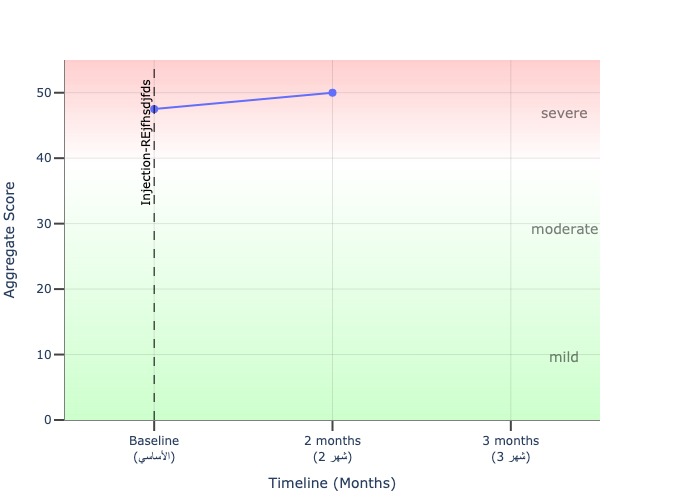 50
40
30
20
10
0
Aggregate Score
Injection-REjfhsdjfds
severe
moderate
mild
Baseline
(الأساسي)
2 months
(2 شهر)
3 months
(3 شهر)
Timeline (Months)